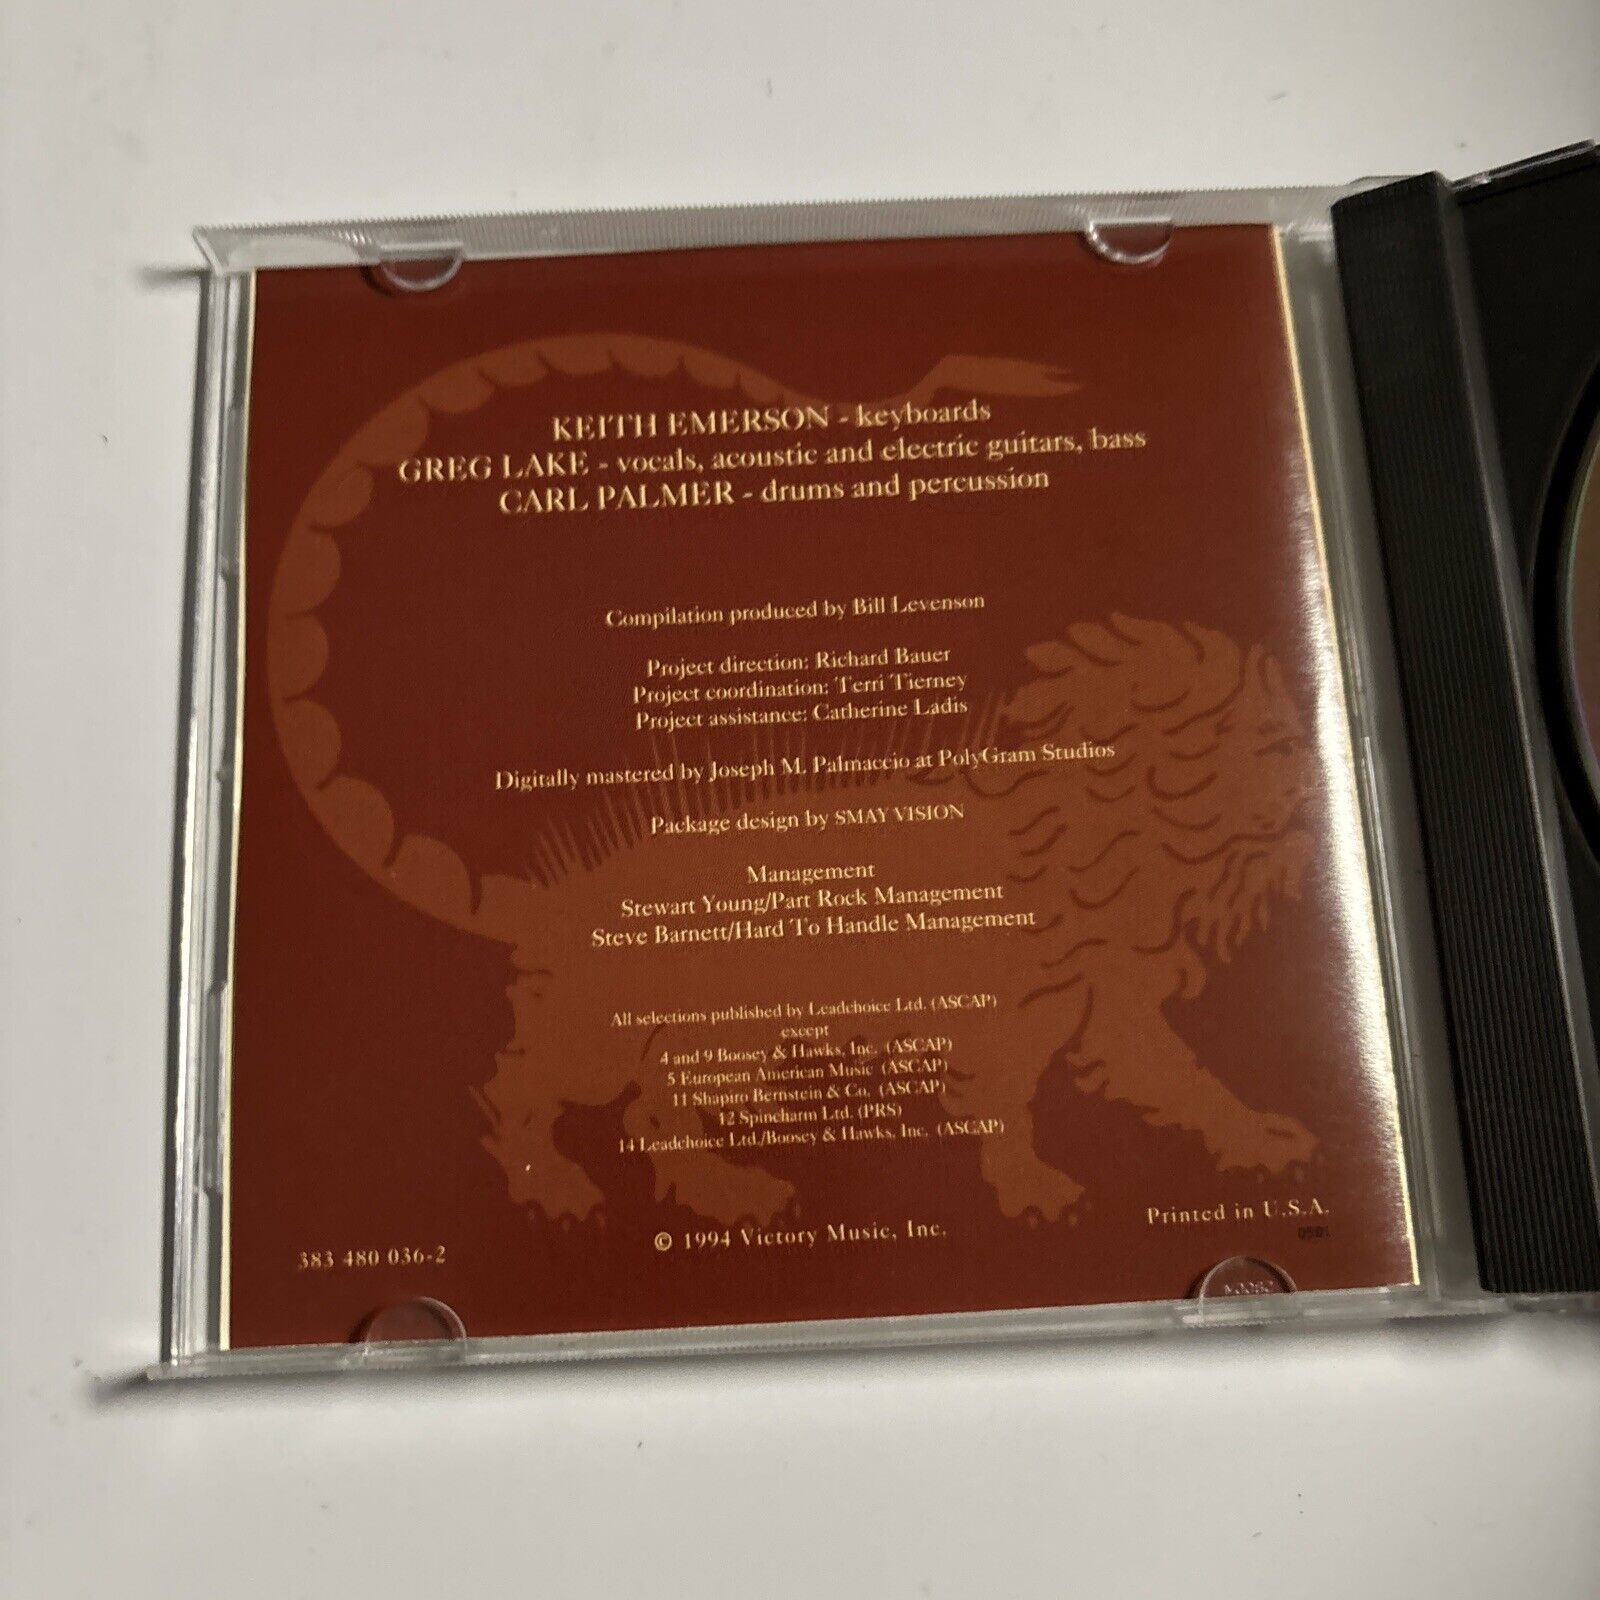 KEITH EMERSON - keyboards
GREG LAKE - vocals, acoustic and electric guitars, bass
CARL PALMER - drums and percussion
Compilation produced by Bill Levenson
Project direction: Richard Bauer
Project coordination: Terri Tierney
Project assistance: Catherine Ladis
Digitally mastered by Joseph M. Palmaccio at PolyGram Studios
Package design by SMAY VISION
Management
Stewart Young/Part Rock Management
Steve Barnett/Hard To Handle Management
All selections published by Leadchoice Ltd. (ASCAP)
except
4 and 9 Boosey & Hawks, Inc. (ASCAP)
5 European American Music (ASCAP)
11 Shapiro Bernstein & Co. (ASCAP)
12 Spincharm Ltd. (PRS)
14 Leadchoice Ltd./Boosey & Hawks, Inc. (ASCAP)
Printed in U.S.A.
© 1994 Victory Music, Inc.
383 480 036-2